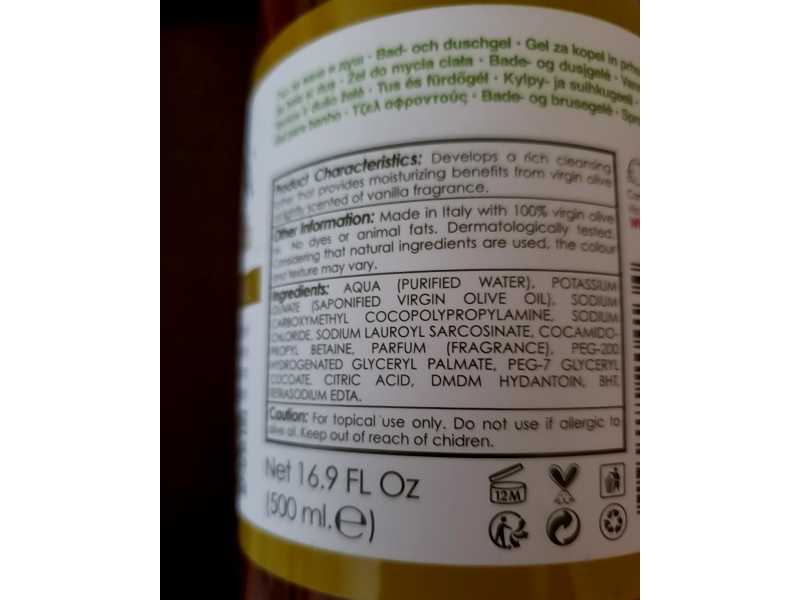 Bad- och duschgel · Gel za kopel in
Żel do mycia ciała · Bade- og dusjgelé ·
dušo želė · Tus és fürdőgél · Kylpy- ja suihkugeeli ·
banho · Τζελ αφροντούς · Bade- og brusegelé ·
Product Characteristics: Develops a rich cleansing
that provides moisturizing benefits from virgin olive
lightly scented of vanilla fragrance.
Other Information: Made in Italy with 100% virgin olive
No dyes or animal fats. Dermatologically tested.
Considering that natural ingredients are used, the colour
and texture may vary.
Ingredients: AQUA (PURIFIED WATER), POTASSIUM
OLIVATE (SAPONIFIED VIRGIN OLIVE OIL), SODIUM
CARBOXYMETHYL COCOPOLYPROPYLAMINE, SODIUM
CHLORIDE, SODIUM LAUROYL SARCOSINATE, COCAMIDO-
PROPYL BETAINE, PARFUM (FRAGRANCE), PEG-200
HYDROGENATED GLYCERYL PALMATE, PEG-7 GLYCERYL
COCOATE, CITRIC ACID, DMDM HYDANTOIN, BHT,
TETRASODIUM EDTA.
Caution: For topical use only. Do not use if allergic to
olive oil. Keep out of reach of chidren.
Net 16.9 FL Oz
(500 ml.℮)
12M